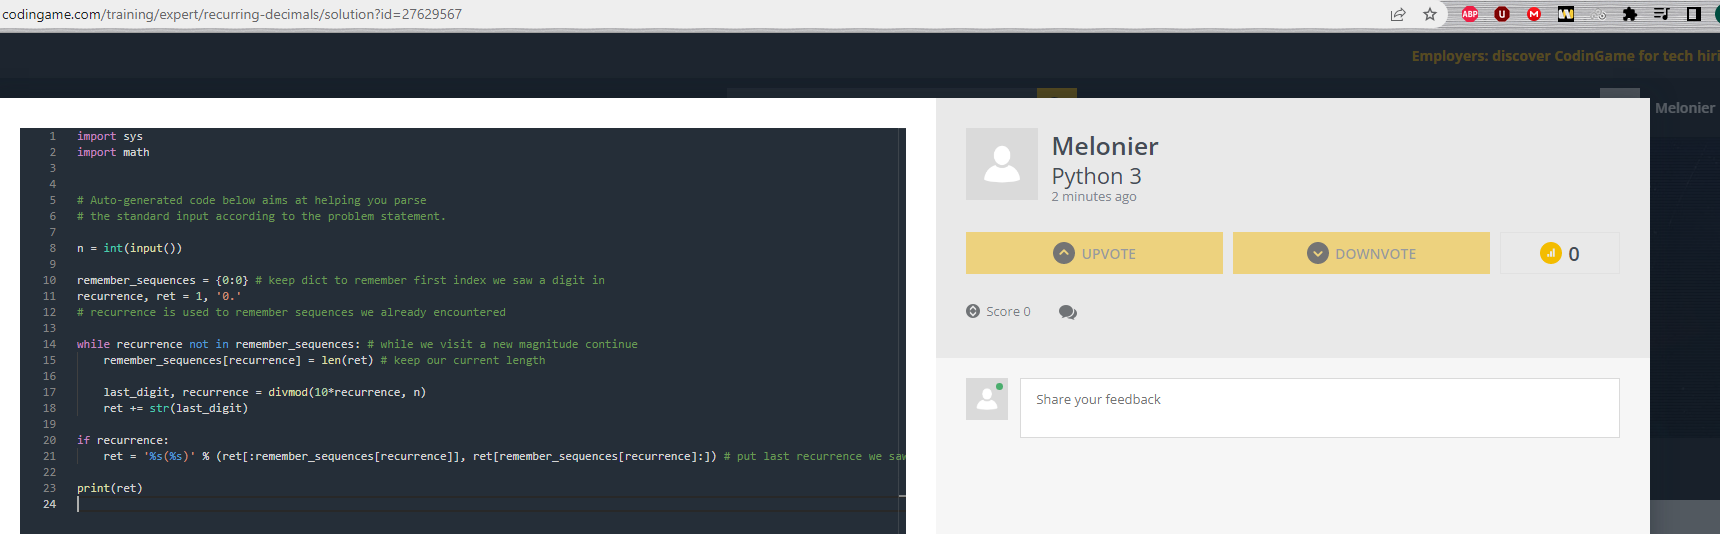 codingame.com/training/expert/recurring-decimals/solution?id=27629567
ABP
U
M
Employers: discover CodinGame for tech hiri
Melonier
1 import sys
2 import math
3
4
5 # Auto-generated code below aims at helping you parse
6 # the standard input according to the problem statement.
7
8 n = int(input())
9
10 remember_sequences = {0:0} # keep dict to remember first index we saw a digit in
11 recurrence, ret = 1, '0.'
12 # recurrence is used to remember sequences we already encountered
13
14 while recurrence not in remember_sequences: # while we visit a new magnitude continue
15 remember_sequences[recurrence] = len(ret) # keep our current length
16
17 last_digit, recurrence = divmod(10*recurrence, n)
18 ret += str(last_digit)
19
20 if recurrence:
21 ret = '%s(%s)' % (ret[:remember_sequences[recurrence]], ret[remember_sequences[recurrence]:]) # put last recurrence we saw
22
23 print(ret)
24
Melonier
Python 3
2 minutes ago
UPVOTE
DOWNVOTE
0
Score 0
Share your feedback